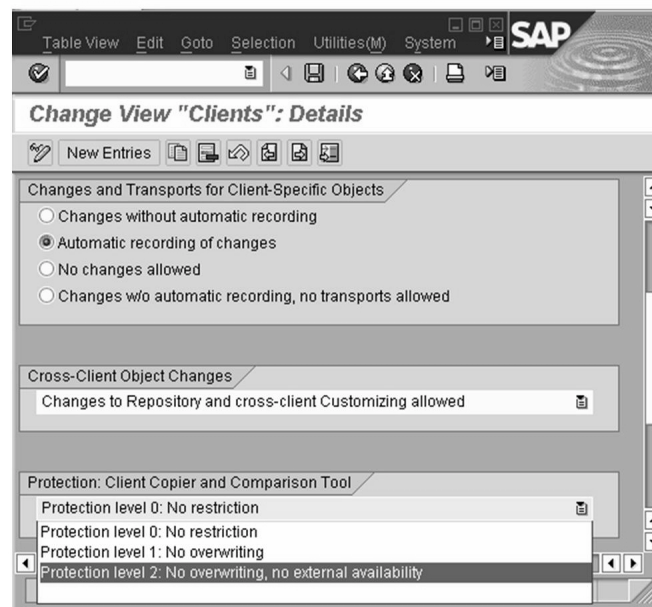 Table View Edit Goto Selection Utilities(M) System
SAP
Change View "Clients": Details
New Entries
Changes and Transports for Client-Specific Objects
Changes without automatic recording
Automatic recording of changes
No changes allowed
Changes w/o automatic recording, no transports allowed
Cross-Client Object Changes
Changes to Repository and cross-client Customizing allowed
Protection: Client Copier and Comparison Tool
Protection level 0: No restriction
Protection level 0: No restriction
Protection level 1: No overwriting
Protection level 2: No overwriting, no external availability